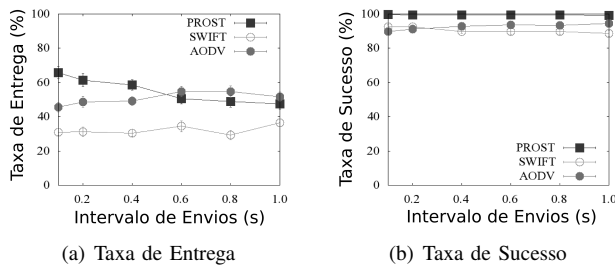 Taxa de Entrega (%)
100
80
60
40
20
0
PROST
SWIFT
AODV
0.2
0.4
0.6
0.8
1.0
Intervalo de Envios (s)
(a) Taxa de Entrega
Taxa de Sucesso (%)
100
80
60
40
20
0
PROST
SWIFT
AODV
0.2
0.4
0.6
0.8
1.0
Intervalo de Envios (s)
(b) Taxa de Sucesso